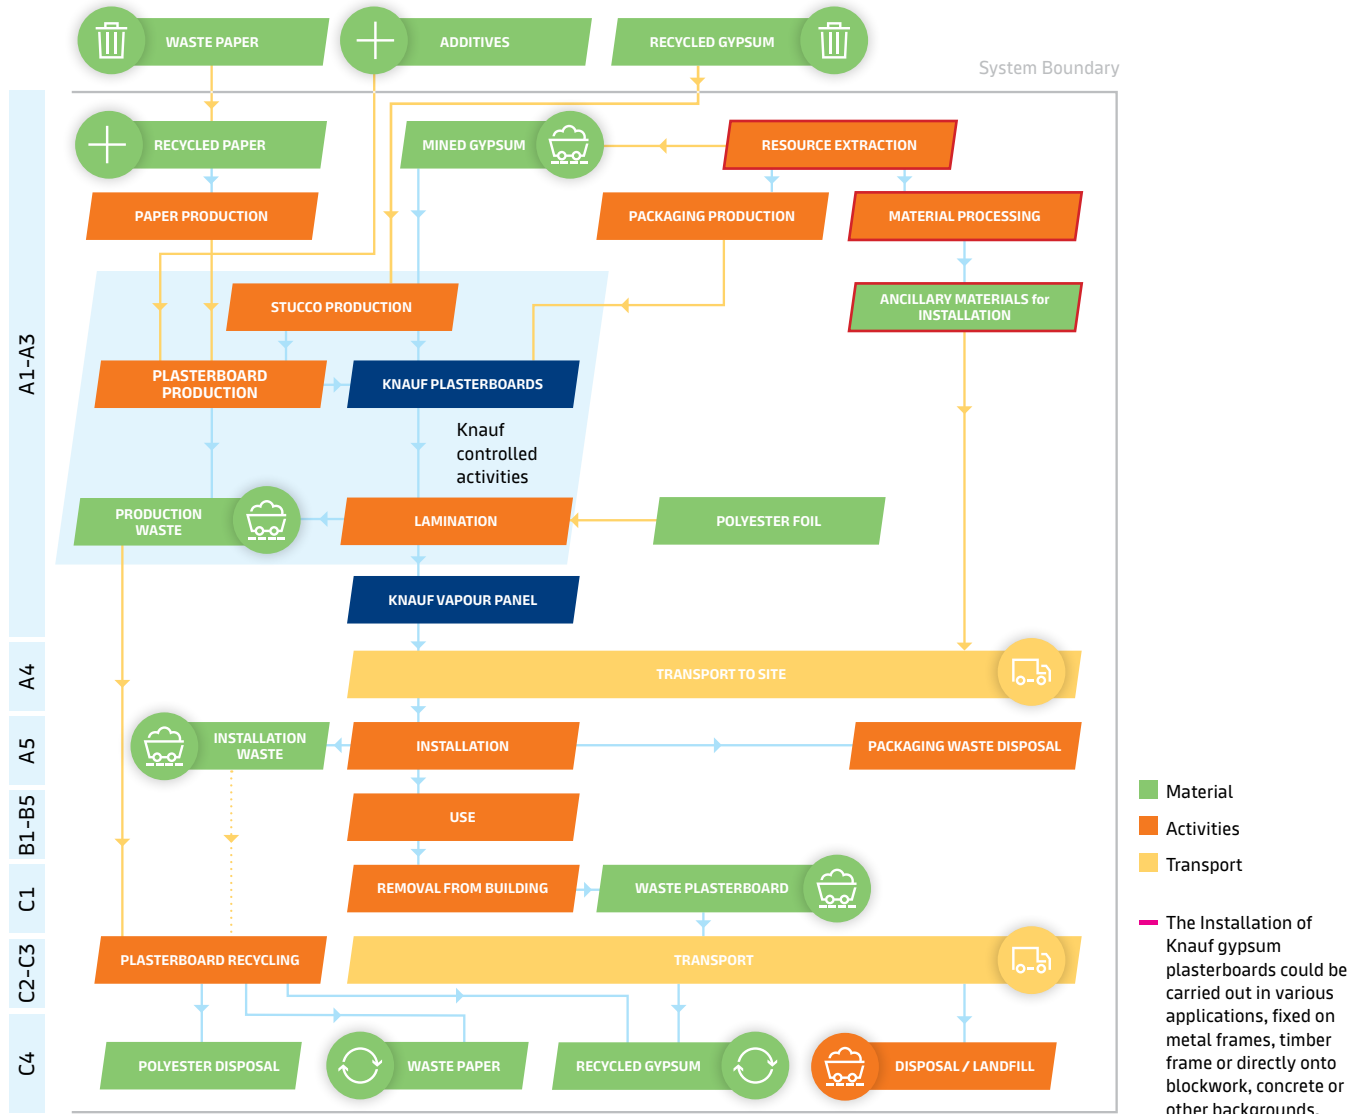 WASTE PAPER
ADDITIVES
RECYCLED GYPSUM
System Boundary
RECYCLED PAPER
MINED GYPSUM
RESOURCE EXTRACTION
PAPER PRODUCTION
PACKAGING PRODUCTION
MATERIAL PROCESSING
STUCCO PRODUCTION
ANCILLARY MATERIALS for
INSTALLATION
A1-A3
PLASTERBOARD
PRODUCTION
KNAUF PLASTERBOARDS
Knauf
controlled
activities
PRODUCTION
WASTE
LAMINATION
POLYESTER FOIL
KNAUF VAPOUR PANEL
A4
TRANSPORT TO SITE
A5
INSTALLATION
WASTE
INSTALLATION
PACKAGING WASTE DISPOSAL
B1-B5
USE
C1
REMOVAL FROM BUILDING
WASTE PLASTERBOARD
C2-C3
PLASTERBOARD RECYCLING
TRANSPORT
C4
POLYESTER DISPOSAL
WASTE PAPER
RECYCLED GYPSUM
DISPOSAL / LANDFILL
Material
Activities
Transport
The Installation of
Knauf gypsum
plasterboards could be
carried out in various
applications, fixed on
metal frames, timber
frame or directly onto
blockwork, concrete or
other backgrounds.